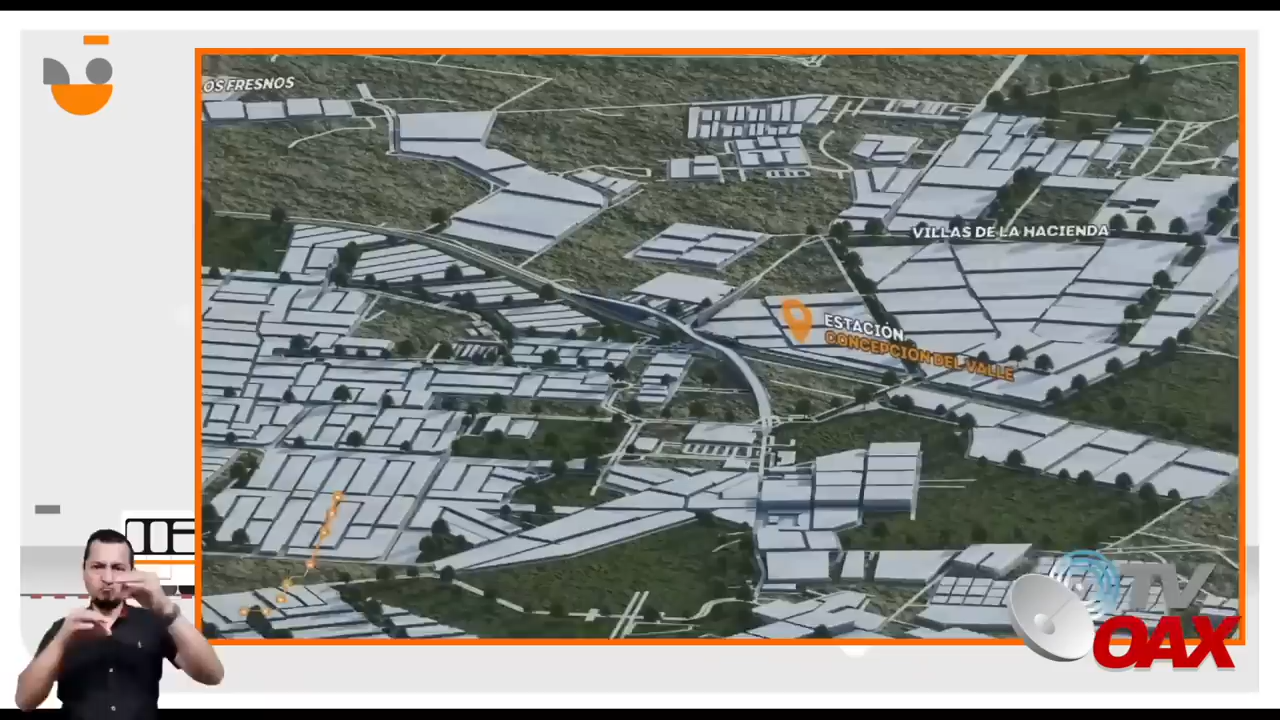 OS FRESNOS
VILLAS DE LA HACIENDA
ESTACIÓN
CONCEPCIÓN DEL VALLE
TV
OAX